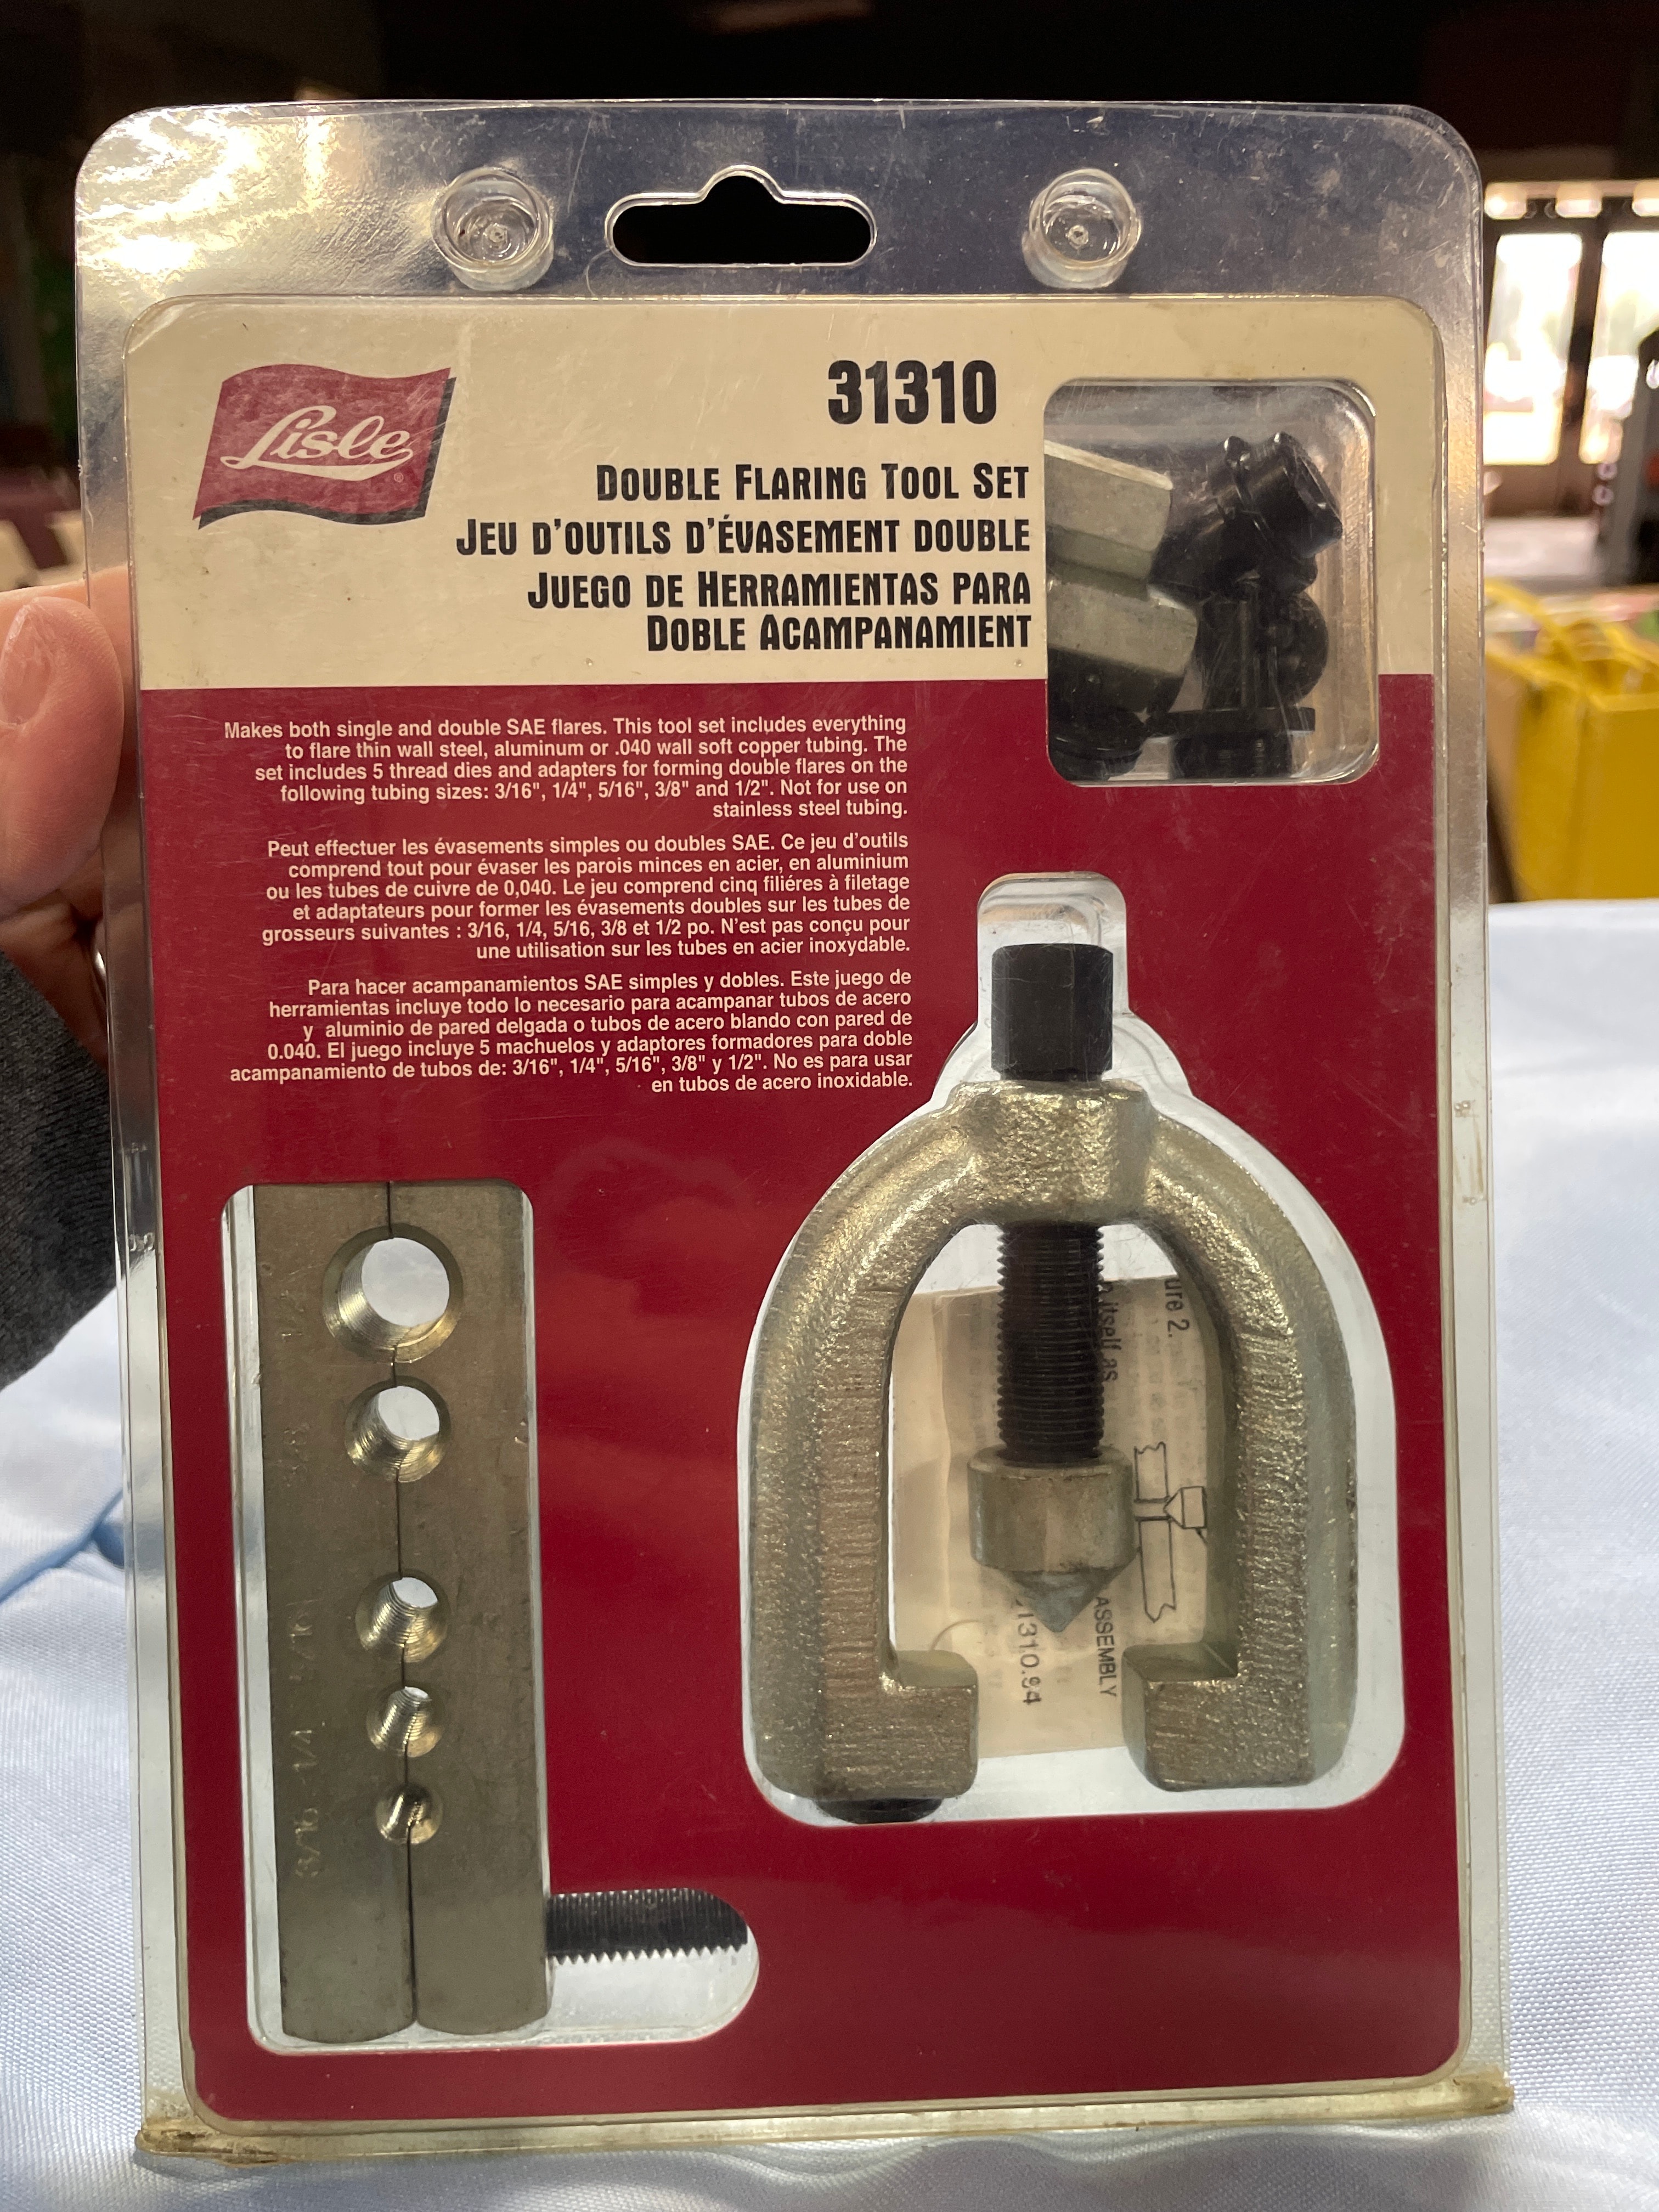 Lisle
31310
DOUBLE FLARING TOOL SET
JEU D'OUTILS D'ÉVASEMENT DOUBLE
JUEGO DE HERRAMIENTAS PARA
DOBLE ACAMPANAMIENT
Makes both single and double SAE flares. This tool set includes everything
to flare thin wall steel, aluminum or .040 wall soft copper tubing. The
set includes 5 thread dies and adapters for forming double flares on the
following tubing sizes: 3/16", 1/4", 5/16", 3/8" and 1/2". Not for use on
stainless steel tubing.
Peut effectuer les évasements simples ou doubles SAE. Ce jeu d'outils
comprend tout pour évaser les parois minces en acier, en aluminium
ou les tubes de cuivre de 0,040. Le jeu comprend cinq filiéres à filetage
et adaptateurs pour former les évasements doubles sur les tubes de
grosseurs suivantes : 3/16, 1/4, 5/16, 3/8 et 1/2 po. N'est pas conçu pour
une utilisation sur les tubes en acier inoxydable.
Para hacer acampanamientos SAE simples y dobles. Este juego de
herramientas incluye todo lo necesario para acampanar tubos de acero
y aluminio de pared delgada o tubos de acero blando con pared de
0.040. El juego incluye 5 machuelos y adaptores formadores para doble
acampanamiento de tubos de: 3/16", 1/4", 5/16", 3/8" y 1/2". No es para usar
en tubos de acero inoxidable.
ure 2.
itself as
ASSEMBLY
1310.94
1/4
3/16